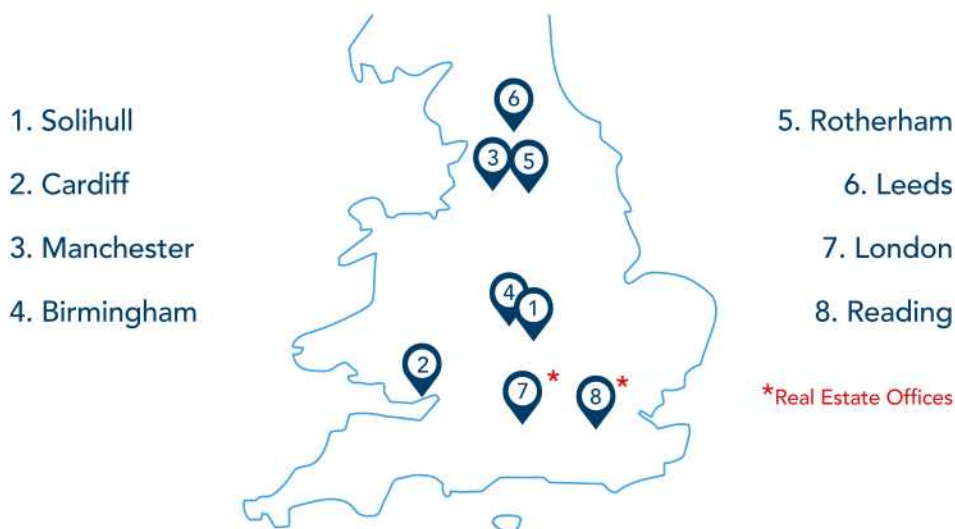 1. Solihull
2. Cardiff
3. Manchester
4. Birmingham
6
3
5
4
1
2
7
*
8
*
5. Rotherham
6. Leeds
7. London
8. Reading
*Real Estate Offices